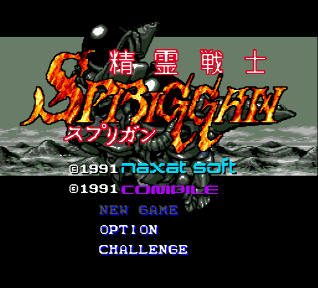 精霊戦士
SPRIGGAN
スプリガン
©1991 naxat soft
©1991 COMPILE
NEW GAME
OPTION
CHALLENGE